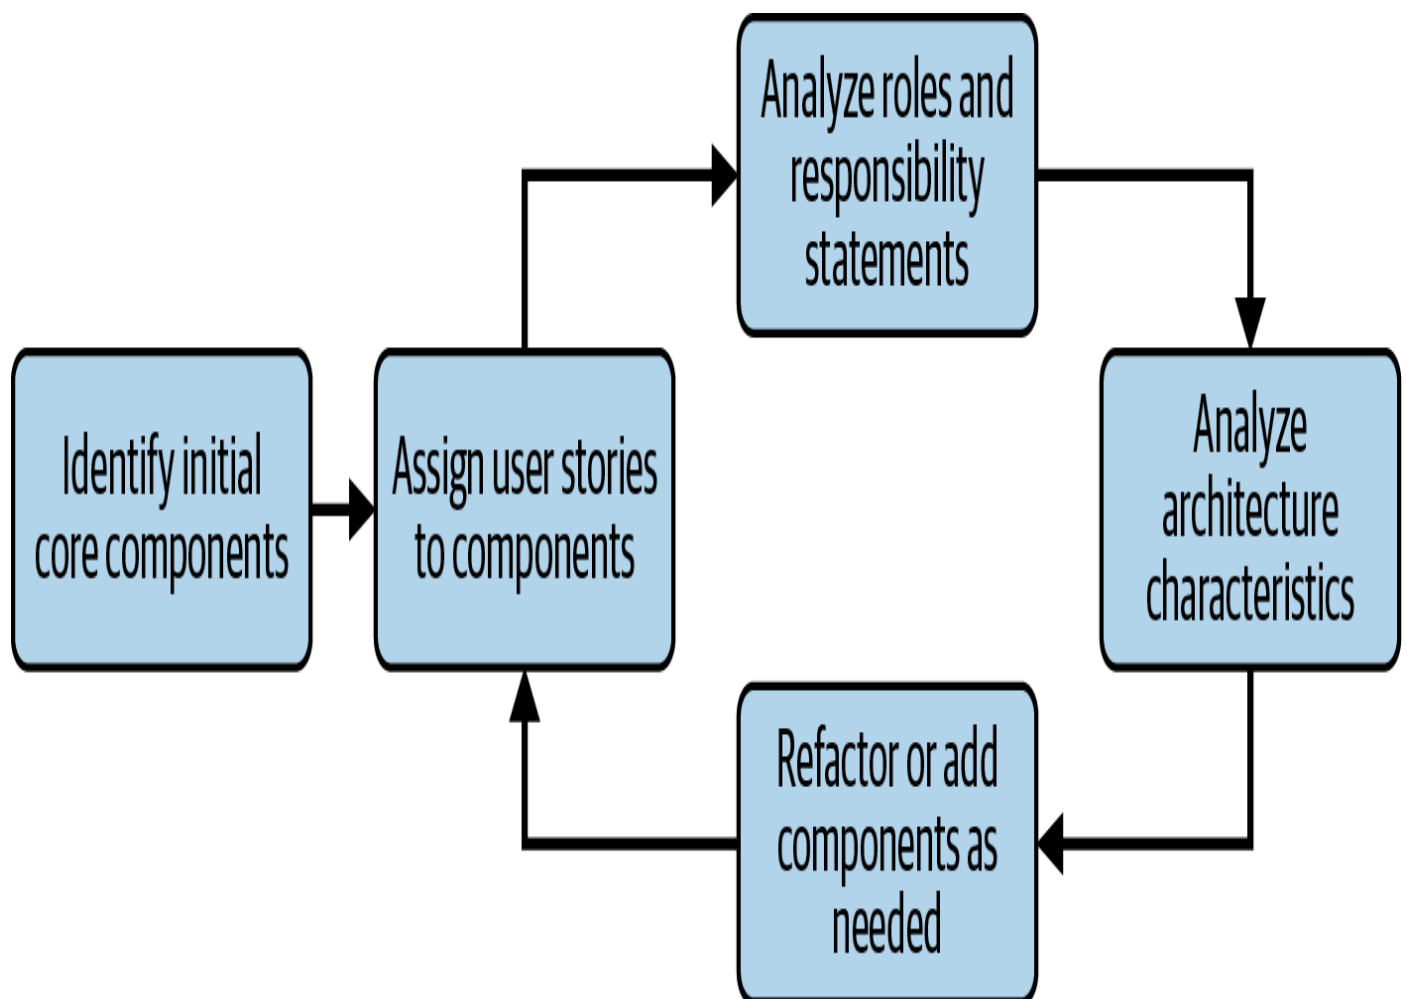 Identify initial
core components
Assign user stories
to components
Analyze roles and
responsibility
statements
Analyze
architecture
characteristics
Refactor or add
components as
needed